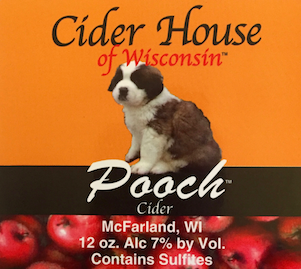 Cider House
of Wisconsin™
Pooch™
Cider
McFarland, WI
12 oz. Alc 7% by Vol.
Contains Sulfites